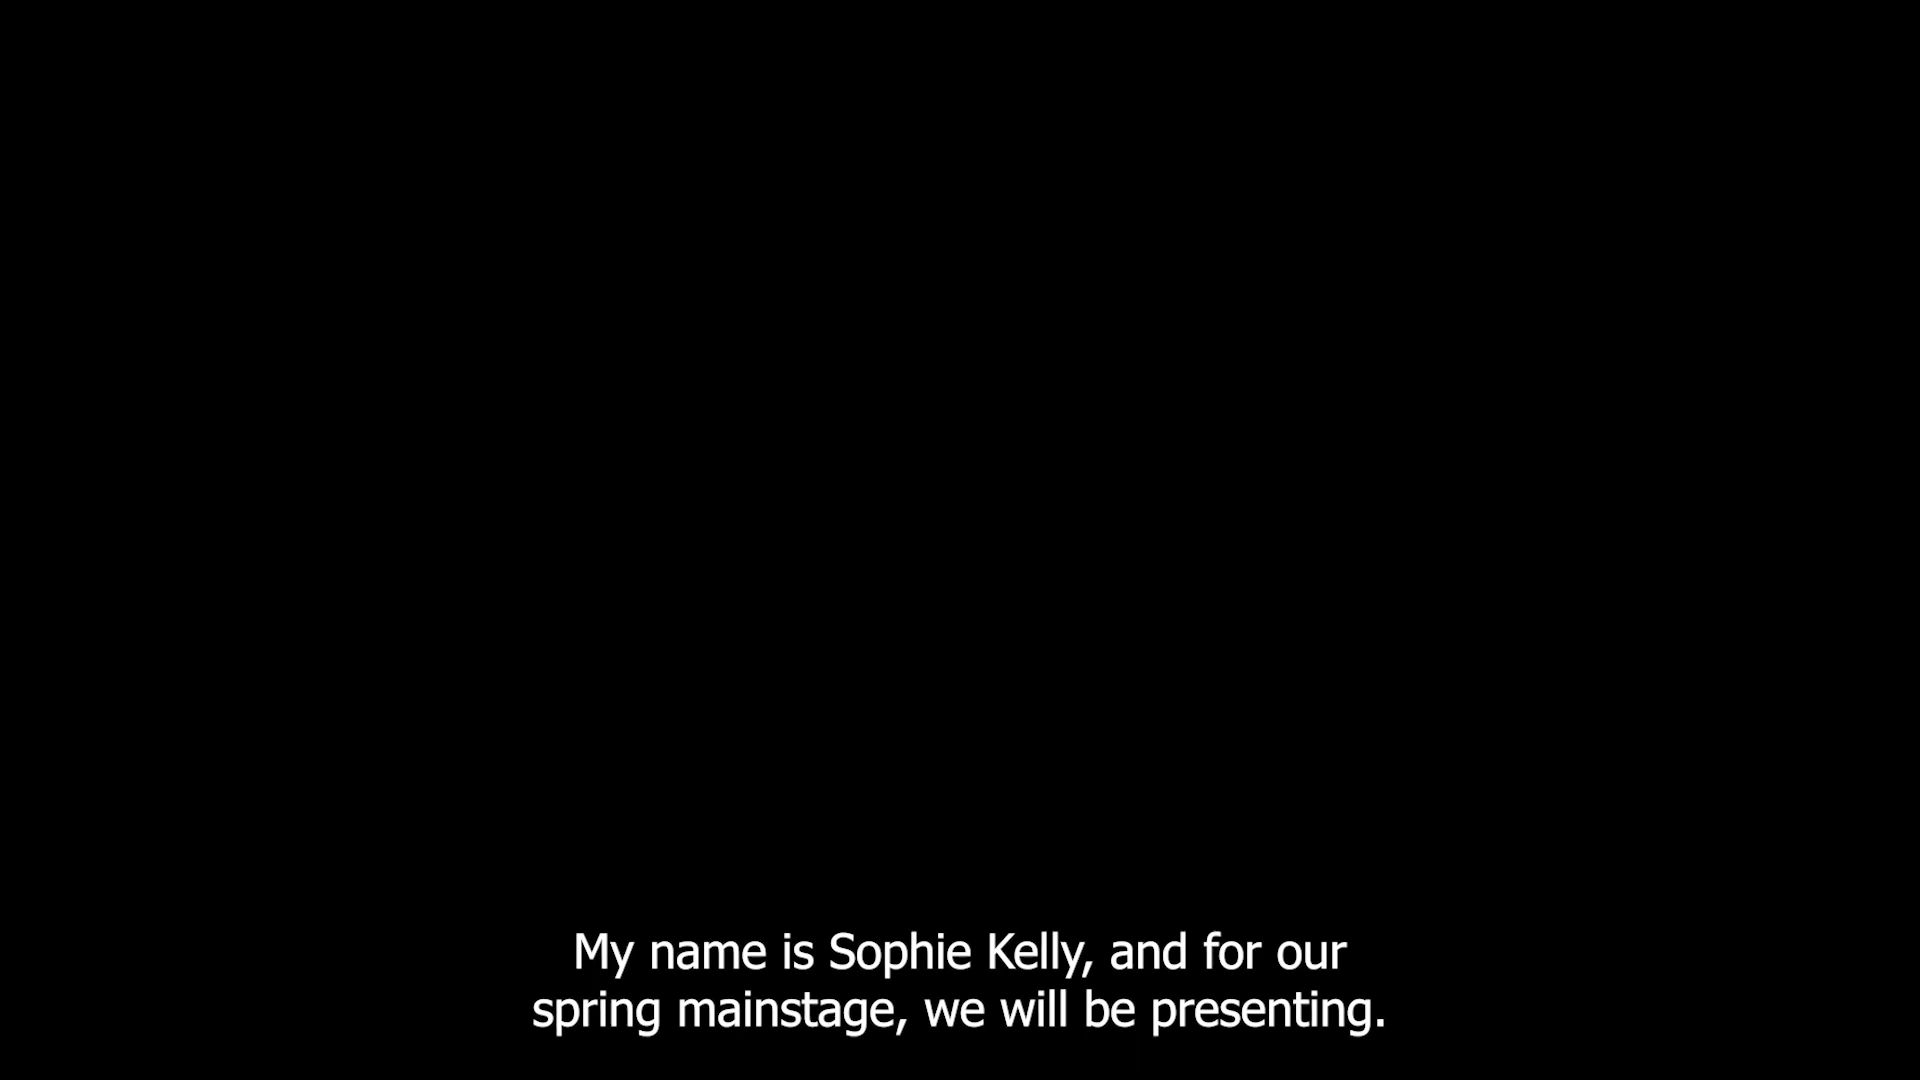 My name is Sophie Kelly, and for our
spring mainstage, we will be presenting.